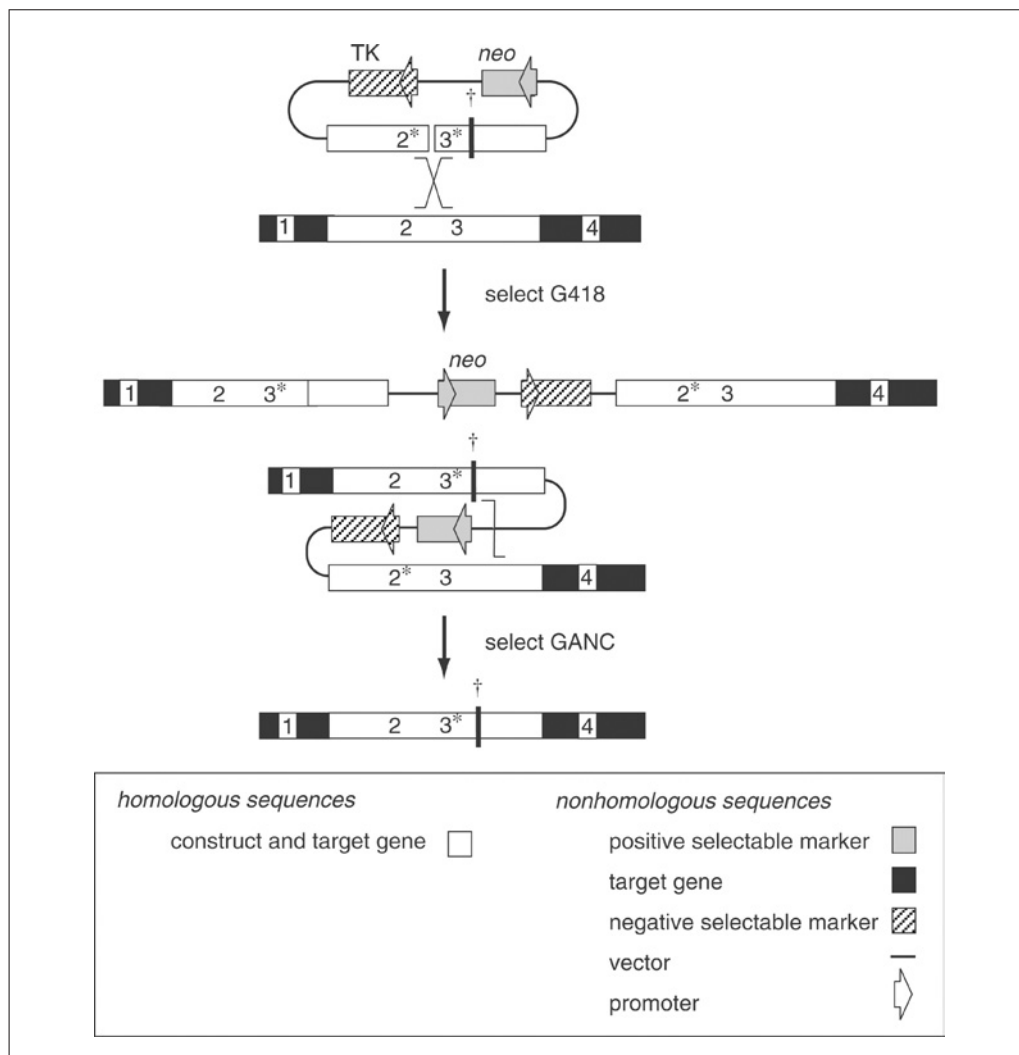 TK neo
†
2* 3*
1 2 3 4
select G418
neo
1 2 3* 2* 3 4
†
1 2 3*
2* 3 4
select GANC
†
1 2 3* 4
homologous sequences
construct and target gene
nonhomologous sequences
positive selectable marker
target gene
negative selectable marker
vector
promoter